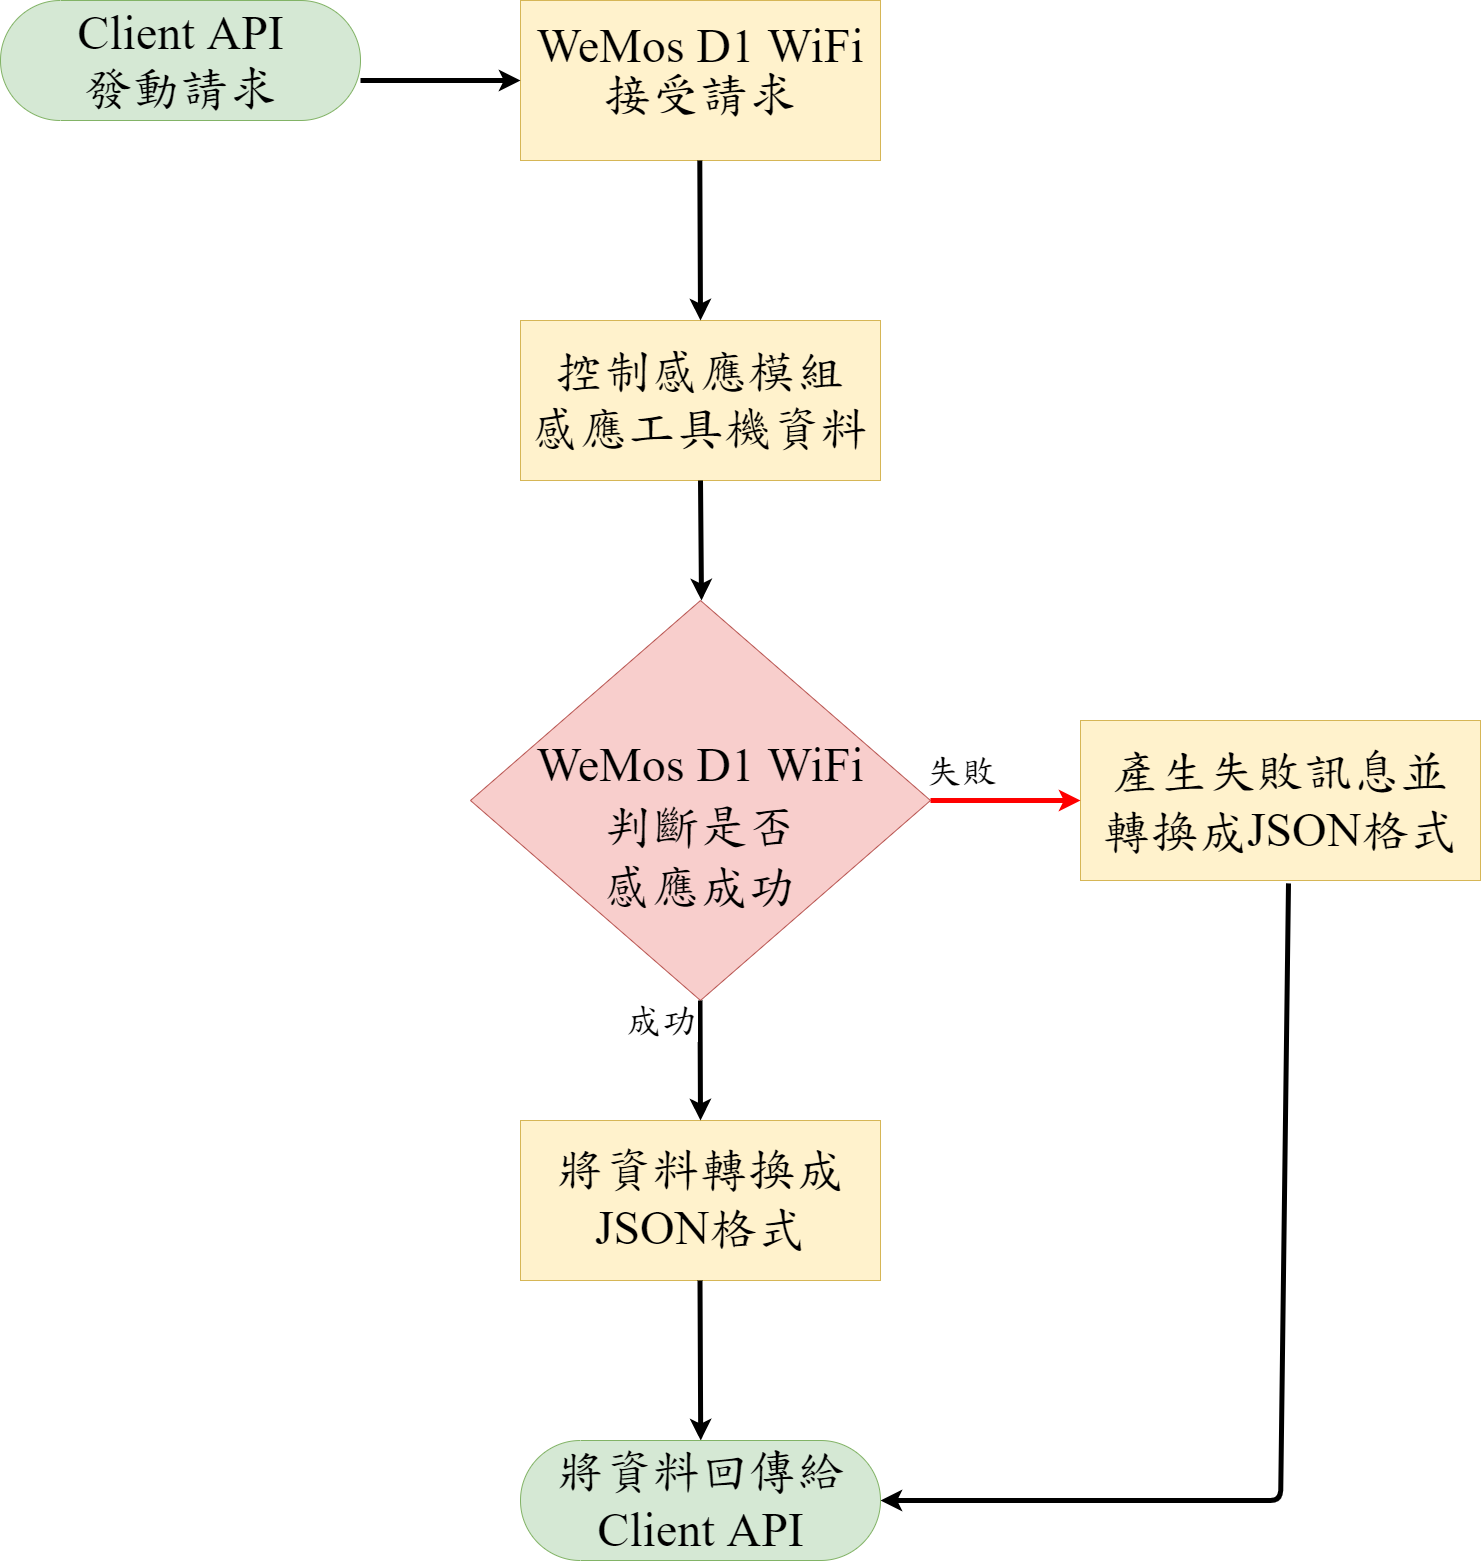 Client API
發動請求
WeMos D1 WiFi
接受請求
控制感應模組
感應工具機資料
WeMos D1 WiFi
判斷是否
感應成功
失敗
產生失敗訊息並
轉換成JSON格式
成功
將資料轉換成
JSON格式
將資料回傳給
Client API